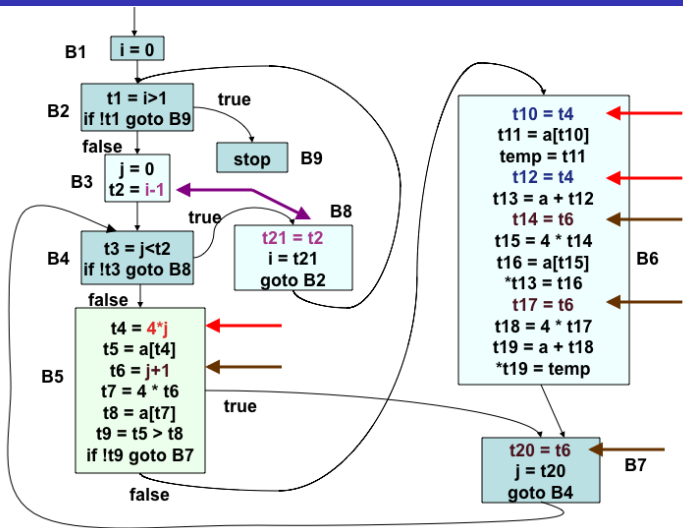 B1
i = 0
B2
t1 = i>1
if !t1 goto B9
true
false
stop
B9
B3
j = 0
t2 = i-1
true
B8
B4
t3 = j<t2
if !t3 goto B8
t21 = t2
i = t21
goto B2
false
B5
t4 = 4*j
t5 = a[t4]
t6 = j+1
t7 = 4 * t6
t8 = a[t7]
t9 = t5 > t8
if !t9 goto B7
true
false
t10 = t4
t11 = a[t10]
temp = t11
t12 = t4
t13 = a + t12
t14 = t6
t15 = 4 * t14
t16 = a[t15]
*t13 = t16
t17 = t6
t18 = 4 * t17
t19 = a + t18
*t19 = temp
B6
t20 = t6
j = t20
goto B4
B7